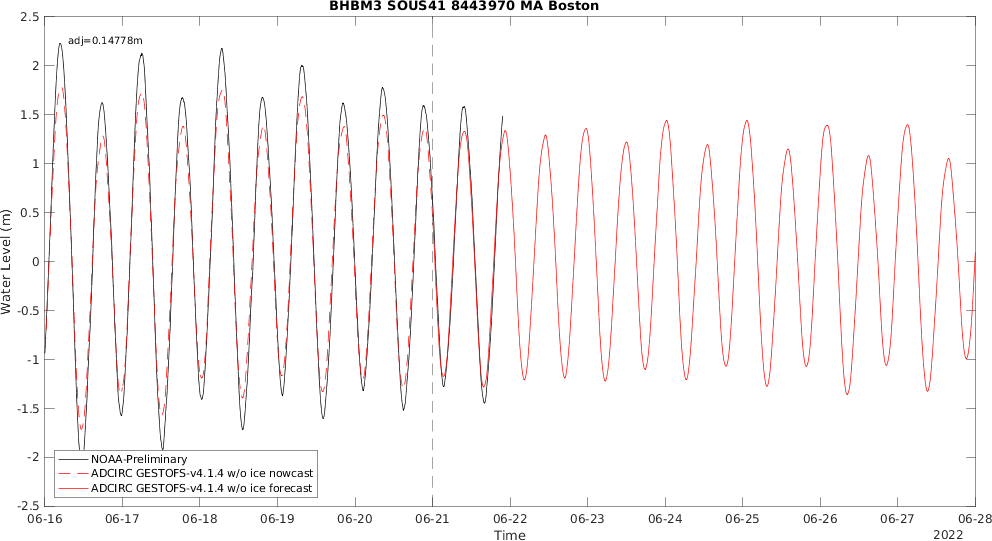 BHBM3 SOUS41 8443970 MA Boston
adj=0.14778m
2.5
2
1.5
1
0.5
0
-0.5
-1
-1.5
-2
-2.5
Water Level (m)
NOAA-Preliminary
ADCIRC GESTOFS-v4.1.4 w/o ice nowcast
ADCIRC GESTOFS-v4.1.4 w/o ice forecast
06-16 06-17 06-18 06-19 06-20 06-21 06-22 06-23 06-24 06-25 06-26 06-27 06-28
Time
2022